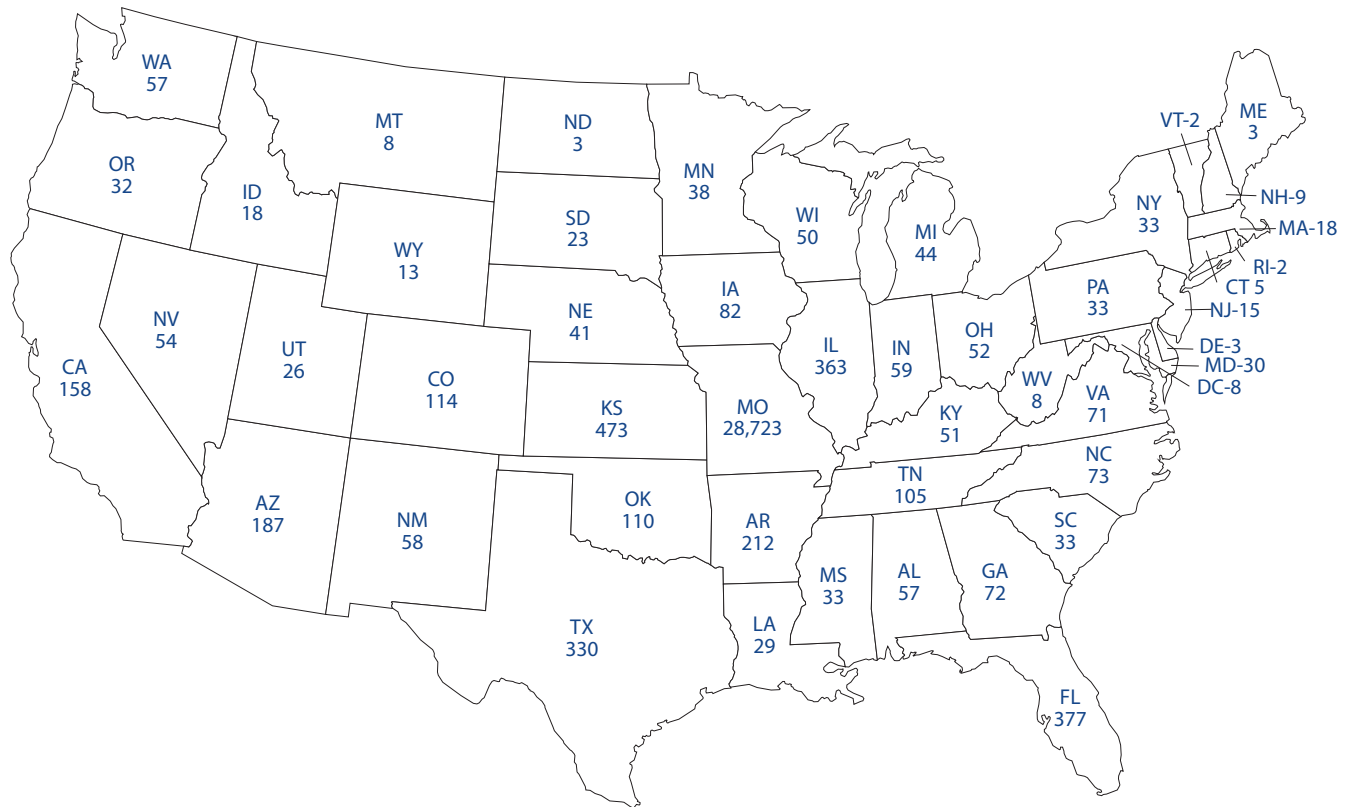 WA
57
OR
32
CA
158
ID
18
NV
54
MT
8
WY
13
UT
26
AZ
187
CO
114
NM
58
ND
3
SD
23
NE
41
KS
473
OK
110
TX
330
MN
38
IA
82
MO
28,723
AR
212
LA
29
WI
50
IL
363
MS
33
MI
44
IN
59
KY
51
TN
105
AL
57
OH
52
WV
8
GA
72
FL
377
SC
33
NC
73
VA
71
PA
33
NY
33
VT-2
ME
3
NH-9
MA-18
RI-2
CT 5
NJ-15
DE-3
MD-30
DC-8